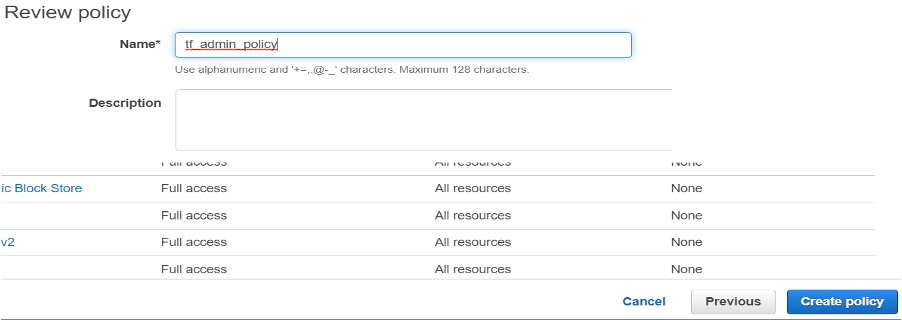 Review policy
Name* tf_admin_policy
Use alphanumeric and '+=,.@-_' characters. Maximum 128 characters.
Description
Full access All resources None
ic Block Store Full access All resources None
Full access All resources None
v2 Full access All resources None
Full access All resources None
Cancel Previous Create policy